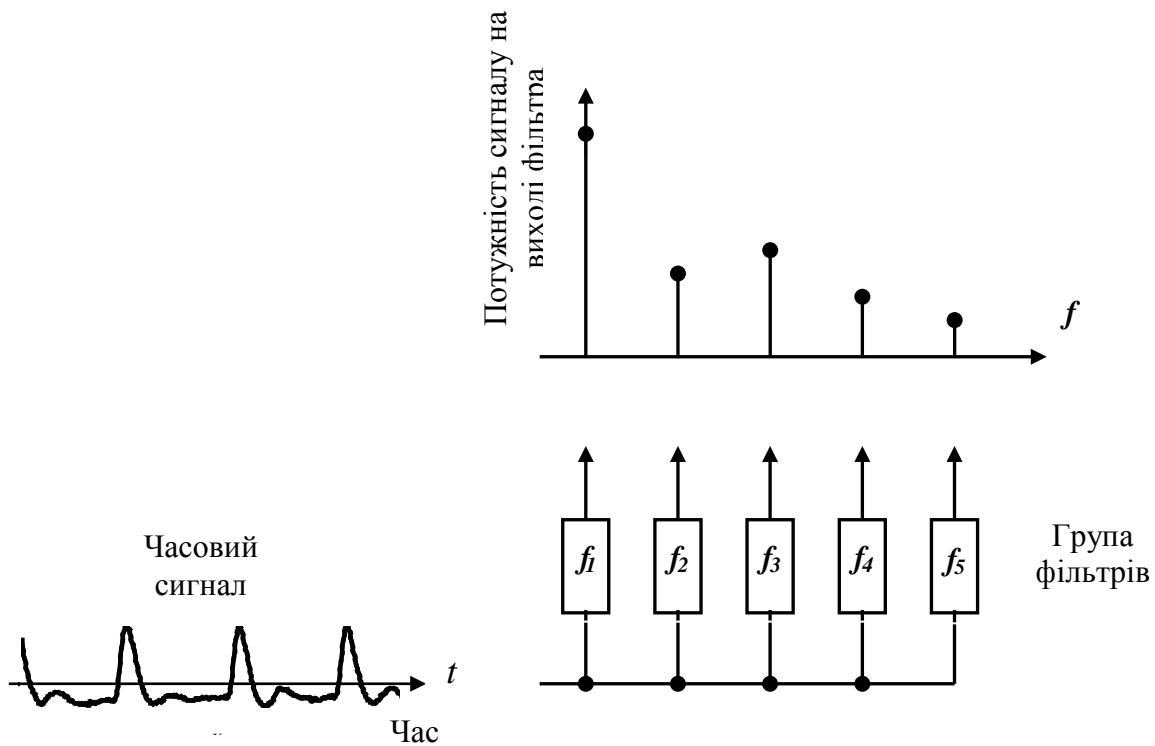 Потужність сигналу на
виході фільтра
f
Часовий
сигнал
f1
f2
f3
f4
f5
Група
фільтрів
t
Час